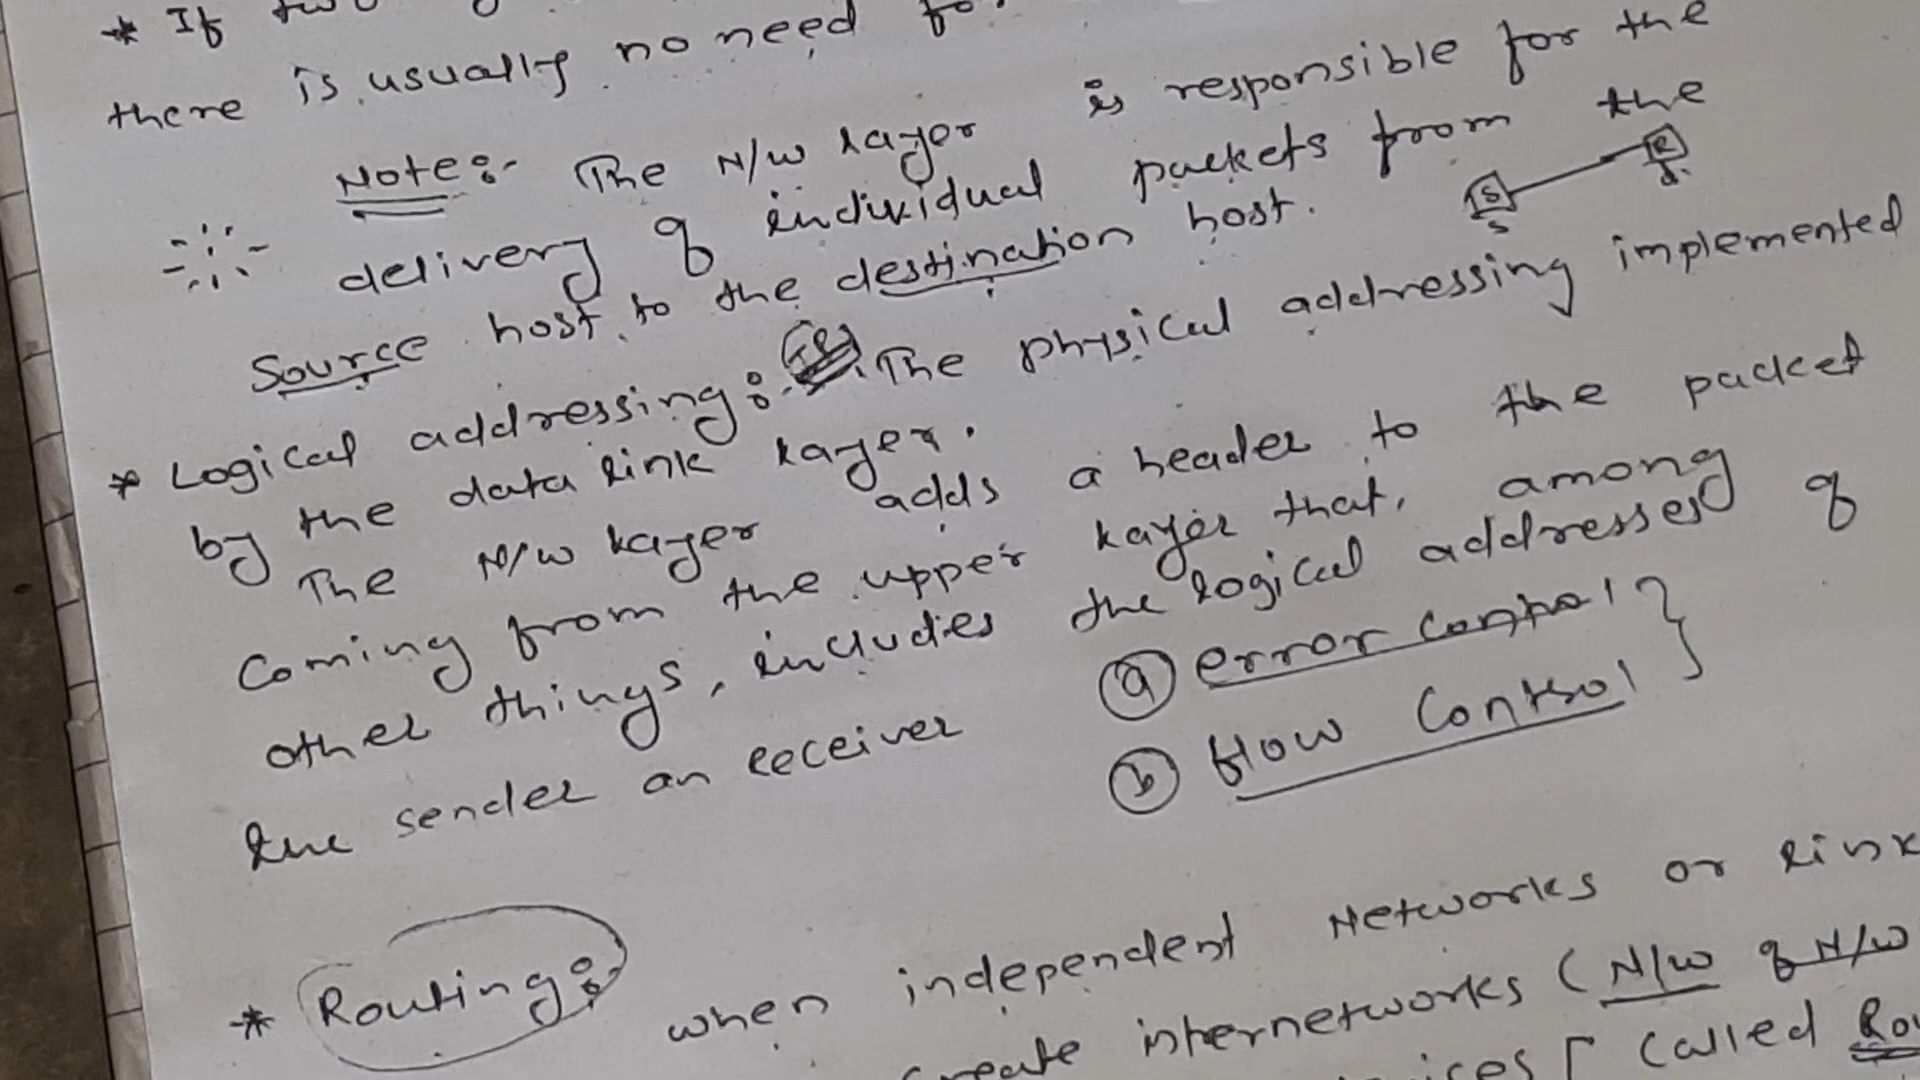 * If two
there is usually no need for
Note:- The N/W layer is responsible for the
delivery of individual packets from the
Source host to the destination host.
S
S
d.
* Logical addressing:- The physical addressing implemented
by the data link layer.
The N/W layer adds a header to the packet
coming from the upper layer that, among
other things, includes the logical addresses of
the sender an receiver
(a) error control
(b) flow control
* Routing:- when independent Networks or link
create internetworks (N/W of N/W
[ called Rou